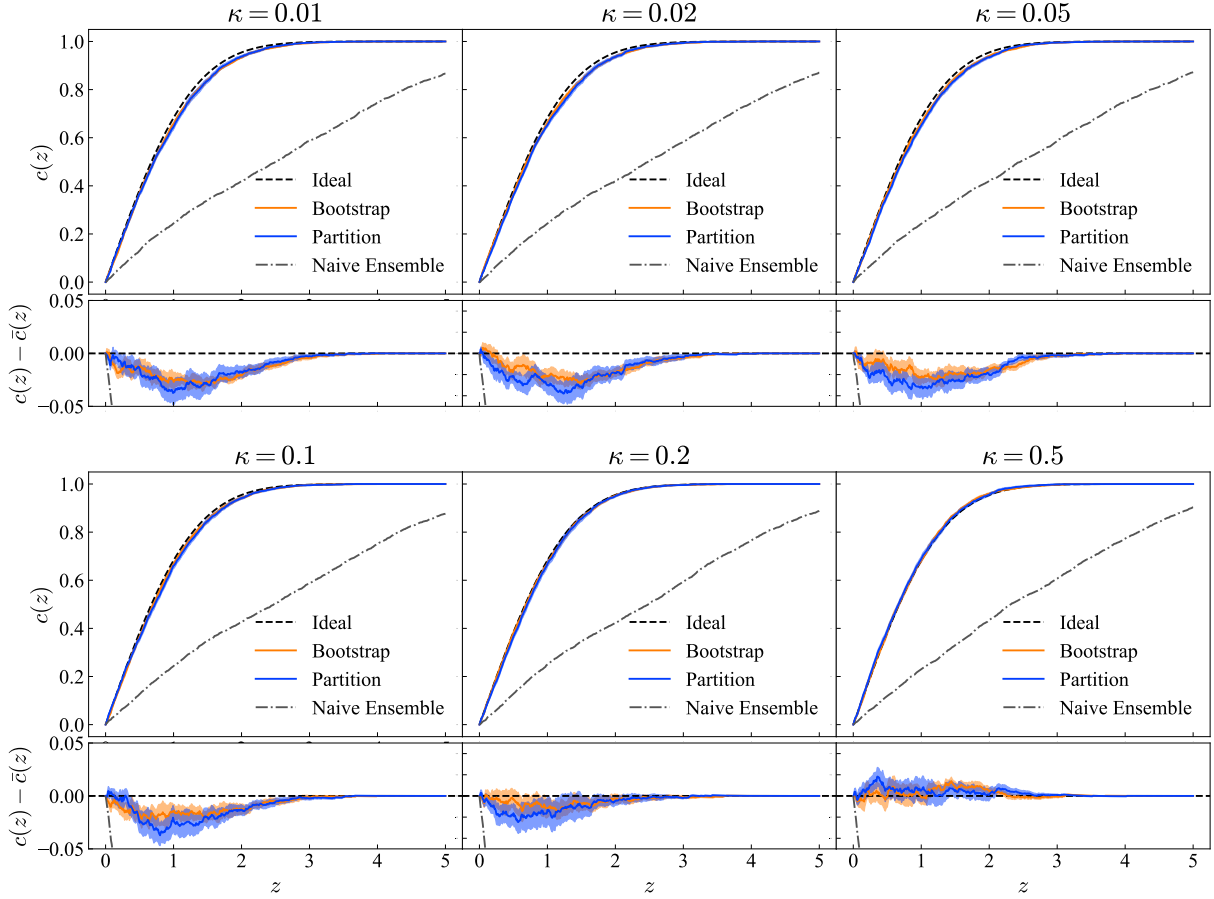 κ = 0.01 κ = 0.02 κ = 0.05
1.0
0.8
0.6
0.4
0.2
0.0
c(z)
Ideal
Bootstrap
Partition
Naive Ensemble
Ideal
Bootstrap
Partition
Naive Ensemble
Ideal
Bootstrap
Partition
Naive Ensemble
0.05
0.00
−0.05
c(z) − c̄(z)
κ = 0.1 κ = 0.2 κ = 0.5
1.0
0.8
0.6
0.4
0.2
0.0
c(z)
Ideal
Bootstrap
Partition
Naive Ensemble
Ideal
Bootstrap
Partition
Naive Ensemble
Ideal
Bootstrap
Partition
Naive Ensemble
0.05
0.00
−0.05
c(z) − c̄(z)
0 1 2 3 4 5 0 1 2 3 4 5 0 1 2 3 4 5
z z z